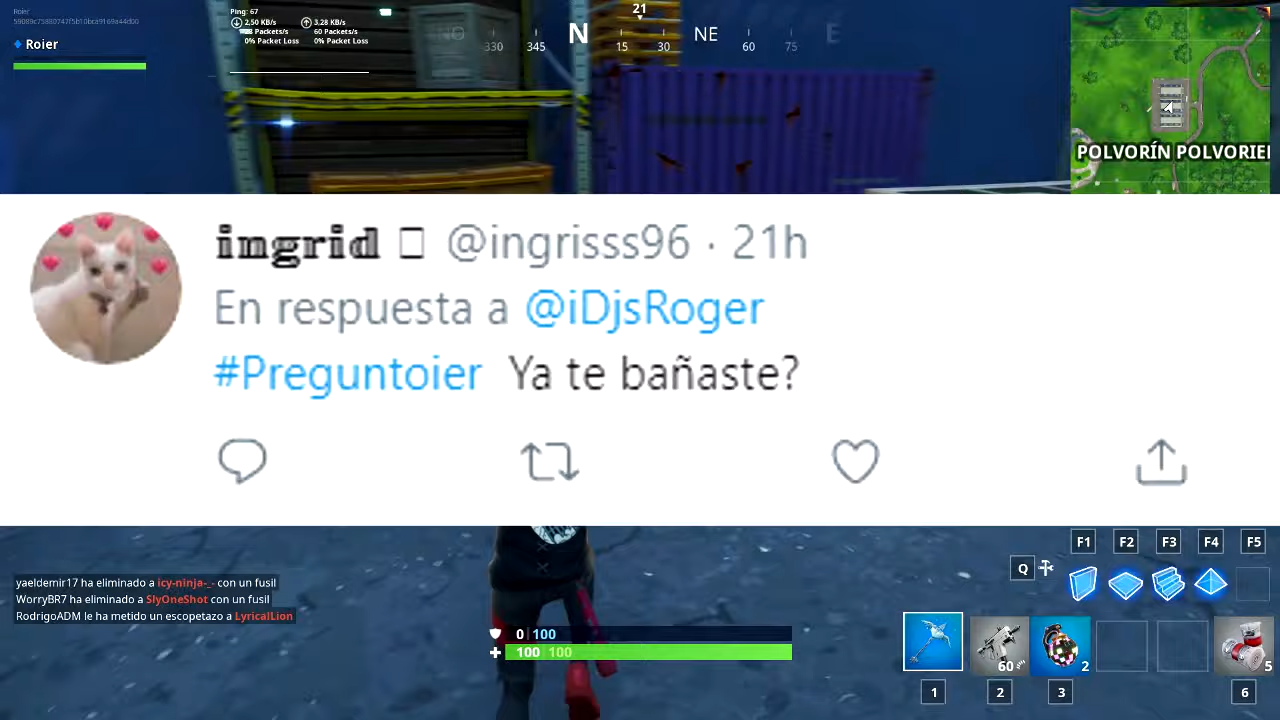 Ping: 67
2,50 KB/s 3,28 KB/s
Packets/s 60 Packets/s
0% Packet Loss 0% Packet Loss
Roier
21
330 345 N 15 30 NE 60 75 E
POLVORÍN POLVORIE
ingrid @ingrisss96 · 21h
En respuesta a @iDjsRoger
#Preguntoier Ya te bañaste?
F1 F2 F3 F4 F5
Q
yaeldemir17 ha eliminado a icy-ninja-_- con un fusil
WorryBR7 ha eliminado a SlyOneShot con un fusil
RodrigoADM le ha metido un escopetazo a LyricalLion
0 | 100
100 | 100
60 2 5
1 2 3 6